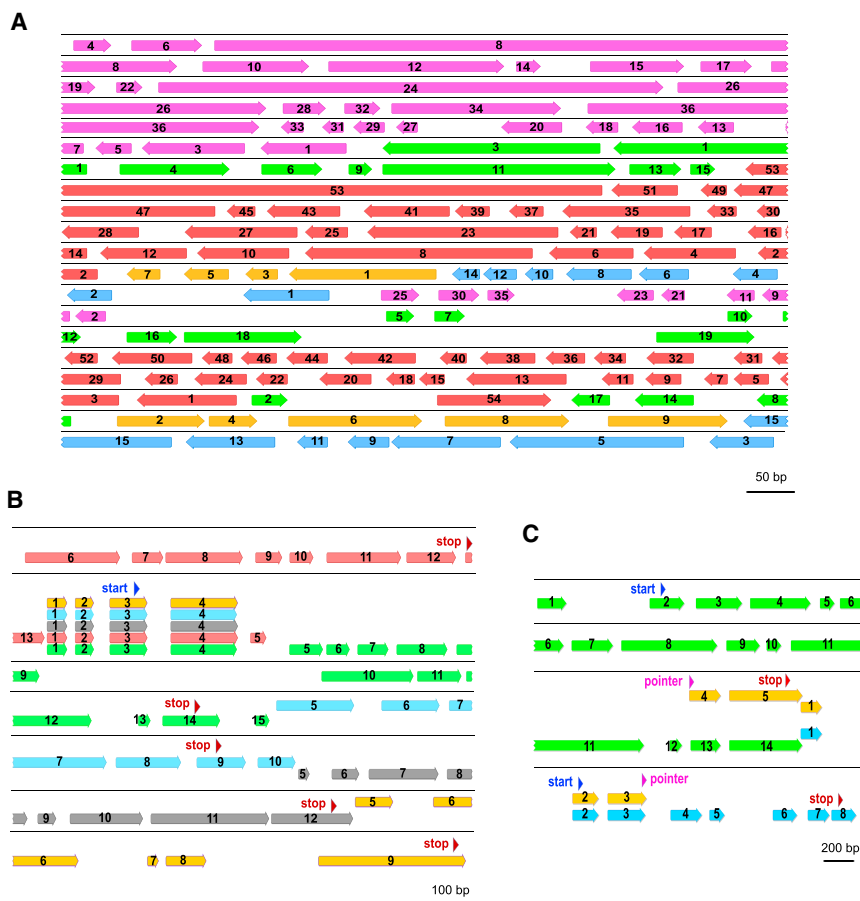 A
4 6 8
8 10 12 14 15 17
19 22 24 26
26 28 32 34 36
36 33 31 29 27 20 18 16 13
7 5 3 1 3 1
1 4 6 9 11 13 15 53
53 51 49 47
47 45 43 41 39 37 35 33 30
28 27 25 23 21 19 17 16
14 12 10 8 6 4 2
2 7 5 3 1 14 12 10 8 6 4
2 1 25 30 35 23 21 11 9
2 5 7 10
12 16 18 19
52 50 48 46 44 42 40 38 36 34 32 31
29 26 24 22 20 18 15 13 11 9 7 5
3 1 2 54 17 14 8
2 4 6 8 9 15
15 13 11 9 7 5 3
50 bp
B
stop
6 7 8 9 10 11 12
start
1 2 3 4
1 2 3 4
1 2 3 4
13 1 2 3 4 5
1 2 3 4 5 6 7 8
9 10 11
stop
5 6 7
12 13 14 15
stop
7 8 9 10
5 6 7 8
stop
5 6
9 10 11 12
stop
6 7 8 9
100 bp
C
start
1 2 3 4 5 6
6 7 8 9 10 11
pointer stop
4 5
1
1
11 12 13 14
start pointer
2 3
stop
2 3 4 5 6 7 8
200 bp